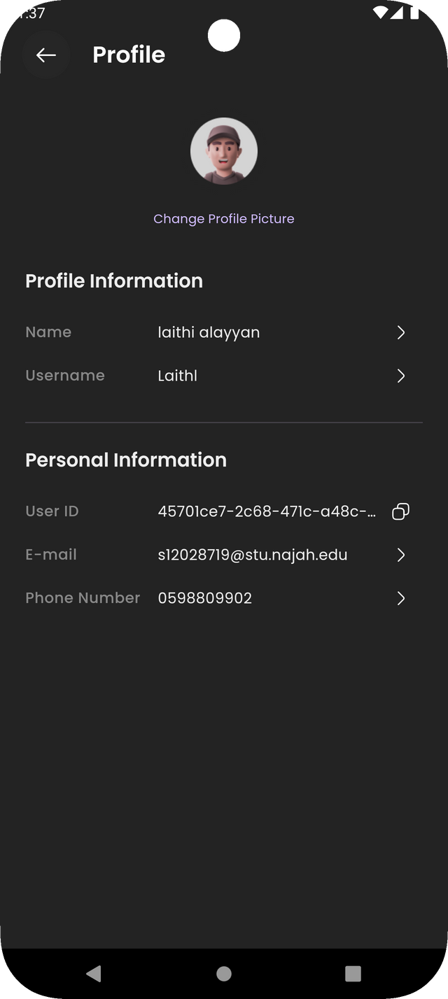 :37
Profile
Change Profile Picture
Profile Information
Name laithi alayyan
Username Laithl
Personal Information
User ID 45701ce7-2c68-471c-a48c-...
E-mail s12028719@stu.najah.edu
Phone Number 0598809902